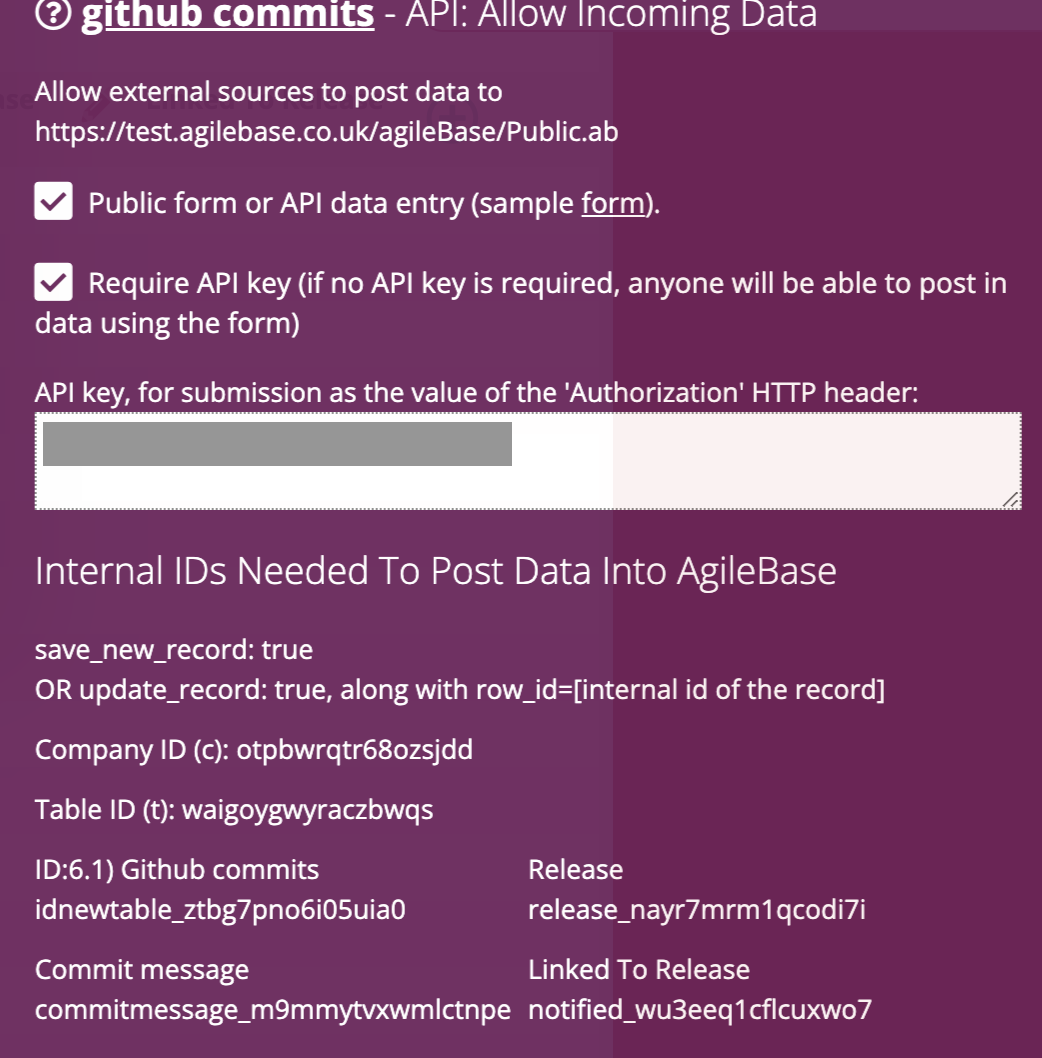 github commits - API: Allow Incoming Data
Allow external sources to post data to
https://test.agilebase.co.uk/agileBase/Public.ab
Public form or API data entry (sample form).
Require API key (if no API key is required, anyone will be able to post in
data using the form)
API key, for submission as the value of the 'Authorization' HTTP header:
Internal IDs Needed To Post Data Into AgileBase
save_new_record: true
OR update_record: true, along with row_id=[internal id of the record]
Company ID (c): otpbwrqtr68ozsjdd
Table ID (t): waigoygwyraczbwqs
ID:6.1) Github commits
idnewtable_ztbg7pno6i05uia0
Release
release_nayr7mrm1qcodi7i
Commit message
commitmessage_m9mmytvxwmlctnpe
Linked To Release
notified_wu3eeq1cflcuxwo7